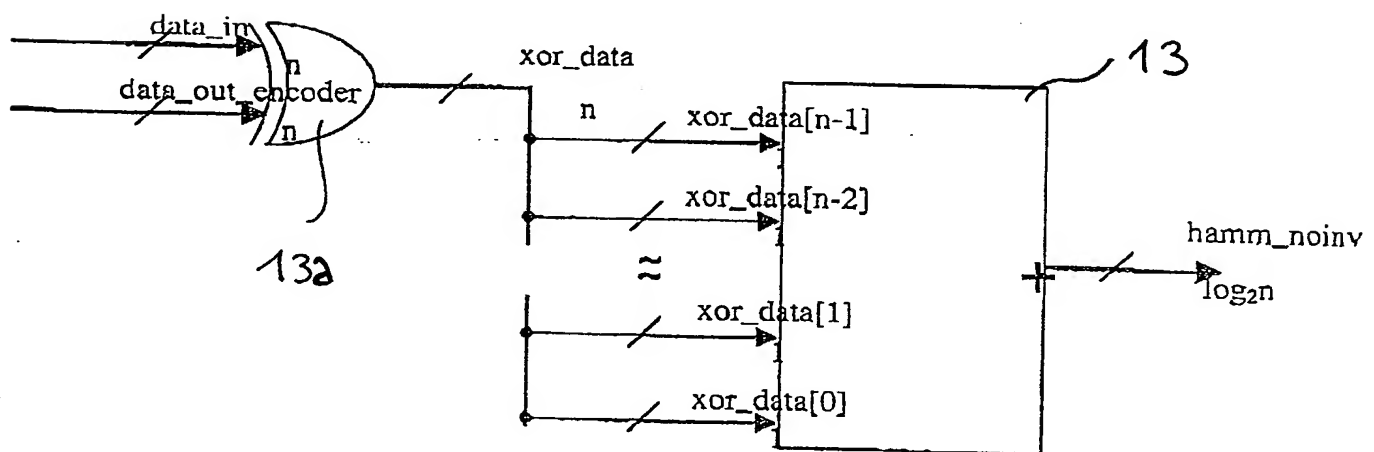 data_in
n
data_out_encoder
n
13a
xor_data
n
xor_data[n-1]
xor_data[n-2]
≈
xor_data[1]
xor_data[0]
13
+
hamm_noinv
log₂n